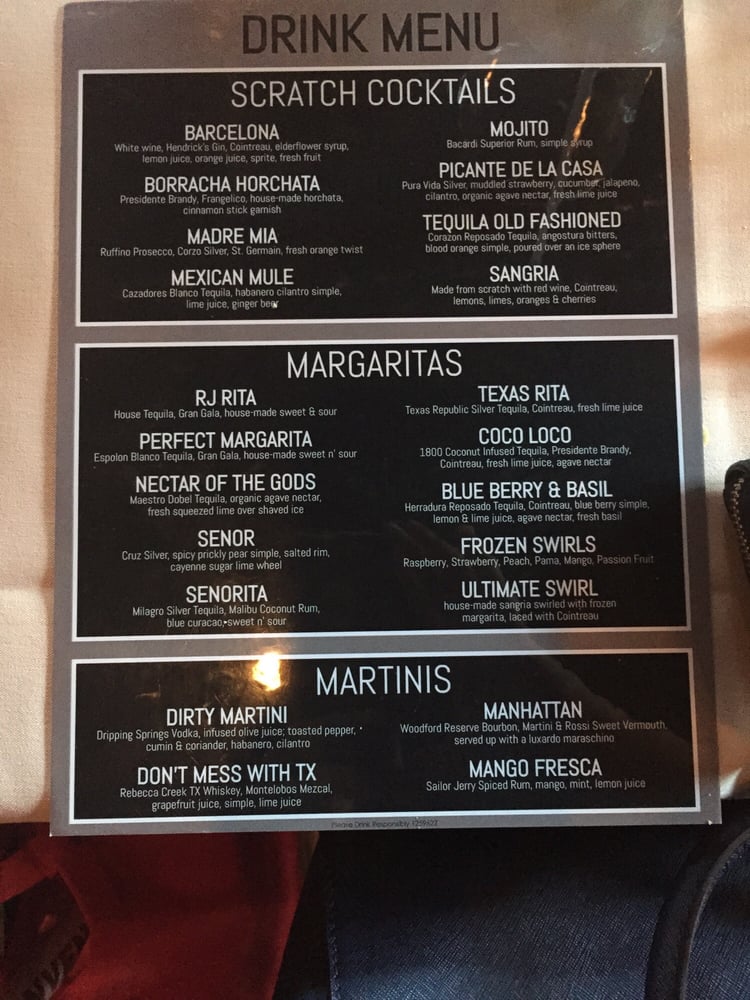 DRINK MENU
SCRATCH COCKTAILS
BARCELONA
White wine, Hendrick's Gin, Cointreau, elderflower syrup,
lemon juice, orange juice, sprite, fresh fruit
BORRACHA HORCHATA
Presidente Brandy, Frangelico, house-made horchata,
cinnamon stick garnish
MADRE MIA
Ruffino Prosecco, Corzo Silver, St. Germain, fresh orange twist
MEXICAN MULE
Cazadores Blanco Tequila, habanero cilantro simple,
lime juice, ginger beer
MOJITO
Bacardi Superior Rum, simple syrup
PICANTE DE LA CASA
Pura Vida Silver, muddled strawberry, cucumber, jalapeno,
cilantro, organic agave nectar, fresh lime juice
TEQUILA OLD FASHIONED
Corazon Reposado Tequila, angostura bitters,
blood orange simple, poured over an ice sphere
SANGRIA
Made from scratch with red wine, Cointreau,
lemons, limes, oranges & cherries
MARGARITAS
RJ RITA
House Tequila, Gran Gala, house-made sweet & sour
PERFECT MARGARITA
Espolon Blanco Tequila, Gran Gala, house-made sweet n' sour
NECTAR OF THE GODS
Maestro Dobel Tequila, organic agave nectar,
fresh squeezed lime over shaved ice
SENOR
Cruz Silver, spicy prickly pear simple, salted rim,
cayenne sugar lime wheel
SENORITA
Milagro Silver Tequila, Malibu Coconut Rum,
blue curacao, sweet n' sour
TEXAS RITA
Texas Republic Silver Tequila, Cointreau, fresh lime juice
COCO LOCO
1800 Coconut Infused Tequila, Presidente Brandy,
Cointreau, fresh lime juice, agave nectar
BLUE BERRY & BASIL
Herradura Reposado Tequila, Cointreau, blue berry simple,
lemon & lime juice, agave nectar, fresh basil
FROZEN SWIRLS
Raspberry, Strawberry, Peach, Pama, Mango, Passion Fruit
ULTIMATE SWIRL
house-made sangria swirled with frozen
margarita, laced with Cointreau
MARTINIS
DIRTY MARTINI
Dripping Springs Vodka, infused olive juice; toasted pepper,
cumin & coriander, habanero, cilantro
DON'T MESS WITH TX
Rebecca Creek TX Whiskey, Montelobos Mezcal,
grapefruit juice, simple, lime juice
MANHATTAN
Woodford Reserve Bourbon, Martini & Rossi Sweet Vermouth,
served up with a luxardo maraschino
MANGO FRESCA
Sailor Jerry Spiced Rum, mango, mint, lemon juice
Please Drink Responsibly 1259627